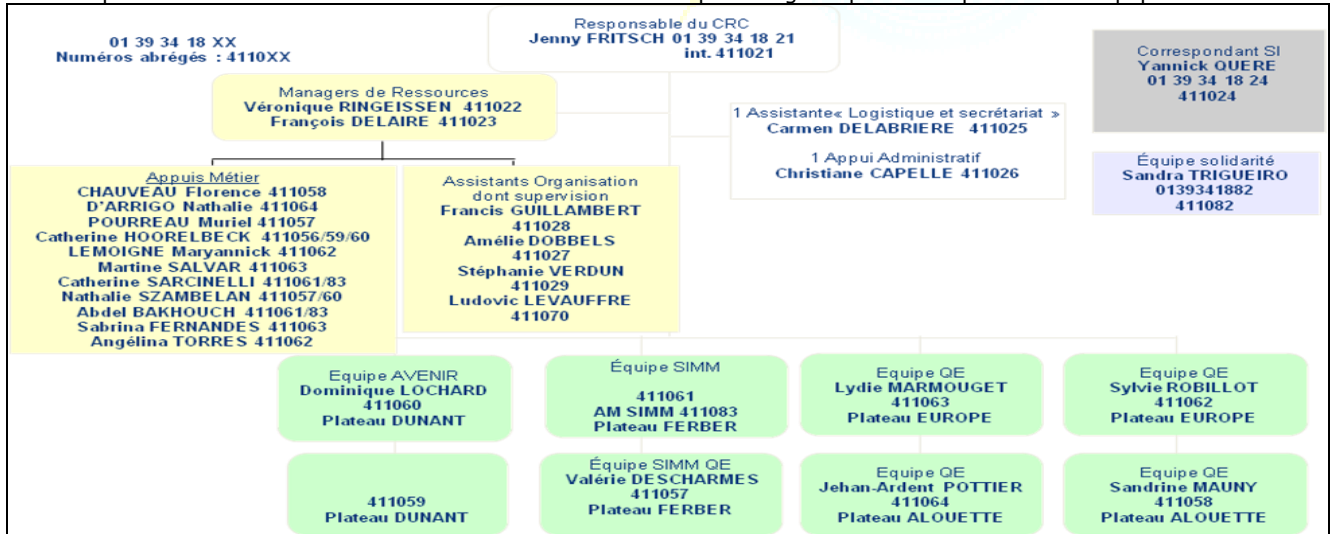 Responsable du CRC
Jenny FRITSCH 01 39 34 18 21
int. 411021
01 39 34 18 XX
Numéros abrégés : 4110XX
Correspondant SI
Yannick QUERE
01 39 34 18 24
411024
Managers de Ressources
Véronique RINGEISSEN 411022
François DELAIRE 411023
1 Assistante« Logistique et secrétariat »
Carmen DELABRIERE 411025
1 Appui Administratif
Christiane CAPELLE 411026
Équipe solidarité
Sandra TRIGUEIRO
0139341882
411082
Appuis Métier
CHAUVEAU Florence 411058
D'ARRIGO Nathalie 411064
POURREAU Muriel 411057
Catherine HOORELBECK 411056/59/60
LEMOIGNE Maryannick 411062
Martine SALVAR 411063
Catherine SARCINELLI 411061/83
Nathalie SZAMBELAN 411057/60
Abdel BAKHOUCH 411061/83
Sabrina FERNANDES 411063
Angélina TORRES 411062
Assistants Organisation
dont supervision
Francis GUILLAMBERT
411028
Amélie DOBBELS
411027
Stéphanie VERDUN
411029
Ludovic LEVAUFFRE
411070
Equipe AVENIR
Dominique LOCHARD
411060
Plateau DUNANT
Équipe SIMM
411061
AM SIMM 411083
Plateau FERBER
Equipe QE
Lydie MARMOUGET
411063
Plateau EUROPE
Equipe QE
Sylvie ROBILLOT
411062
Plateau EUROPE
411059
Plateau DUNANT
Équipe SIMM QE
Valérie DESCHARMES
411057
Plateau FERBER
Equipe QE
Jehan-Ardent POTTIER
411064
Plateau ALOUETTE
Equipe QE
Sandrine MAUNY
411058
Plateau ALOUETTE